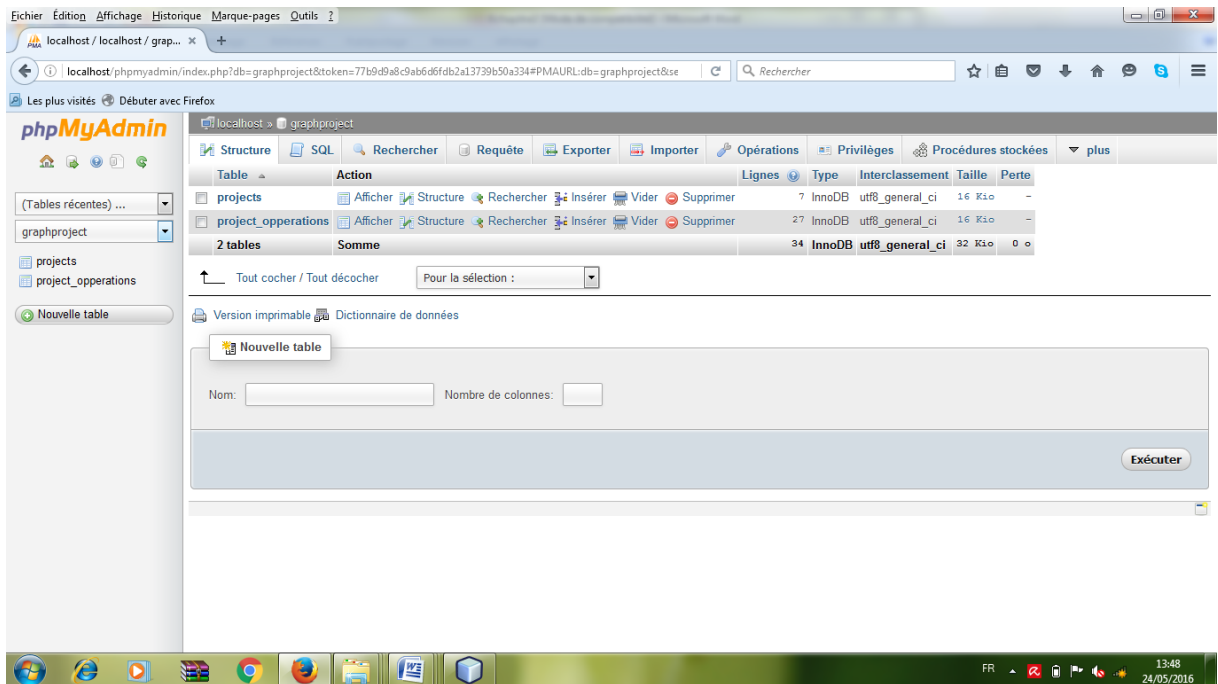 Fichier Édition Affichage Historique Marque-pages Outils ?
localhost / localhost / grap... × +
localhost/phpmyadmin/index.php?db=graphproject&token=77b9d9a8c9ab6d6fdb2a13739b50a334#PMAURL:db=graphproject&se Rechercher
Les plus visités Débuter avec Firefox
phpMyAdmin
(Tables récentes) ...
graphproject
projects
project_opperations
Nouvelle table
localhost » graphproject
Structure SQL Rechercher Requête Exporter Importer Opérations Privilèges Procédures stockées plus
Table Action Lignes Type Interclassement Taille Perte
projects Afficher Structure Rechercher Insérer Vider Supprimer 7 InnoDB utf8_general_ci 16 Kio -
project_opperations Afficher Structure Rechercher Insérer Vider Supprimer 27 InnoDB utf8_general_ci 16 Kio -
2 tables Somme 34 InnoDB utf8_general_ci 32 Kio 0 o
Tout cocher / Tout décocher Pour la sélection :
Version imprimable Dictionnaire de données
Nouvelle table
Nom: Nombre de colonnes:
Exécuter
FR 13:48
24/05/2016